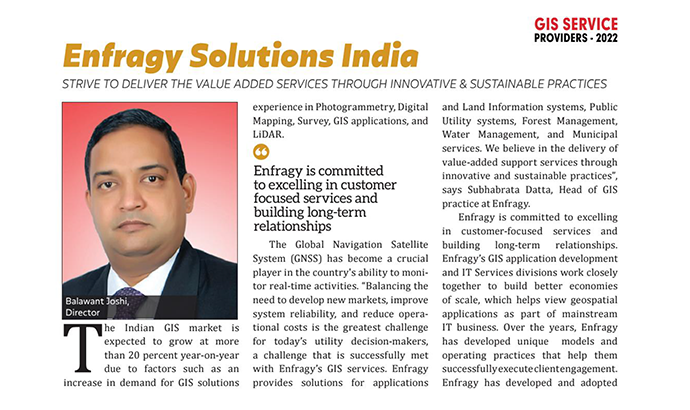 GIS SERVICE
PROVIDERS - 2022
Enfragy Solutions India
STRIVE TO DELIVER THE VALUE ADDED SERVICES THROUGH INNOVATIVE & SUSTAINABLE PRACTICES
Balawant Joshi,
Director
The Indian GIS market is
expected to grow at more
than 20 percent year-on-year
due to factors such as an
increase in demand for GIS solutions
experience in Photogrammetry, Digital
Mapping, Survey, GIS applications, and
LiDAR.
Enfragy is committed
to excelling in customer
focused services and
building long-term
relationships
The Global Navigation Satellite
System (GNSS) has become a crucial
player in the country's ability to moni-
tor real-time activities. “Balancing the
need to develop new markets, improve
system reliability, and reduce opera-
tional costs is the greatest challenge
for today's utility decision-makers,
a challenge that is successfully met
with Enfragy's GIS services. Enfragy
provides solutions for applications
and Land Information systems, Public
Utility systems, Forest Management,
Water Management, and Municipal
services. We believe in the delivery of
value-added support services through
innovative and sustainable practices”,
says Subhabrata Datta, Head of GIS
practice at Enfragy.
Enfragy is committed to excelling
in customer-focused services and
building long-term relationships.
Enfragy's GIS application development
and IT Services divisions work closely
together to build better economies
of scale, which helps view geospatial
applications as part of mainstream
IT business. Over the years, Enfragy
has developed unique models and
operating practices that help them
successfully execute client engagement.
Enfragy has developed and adopted